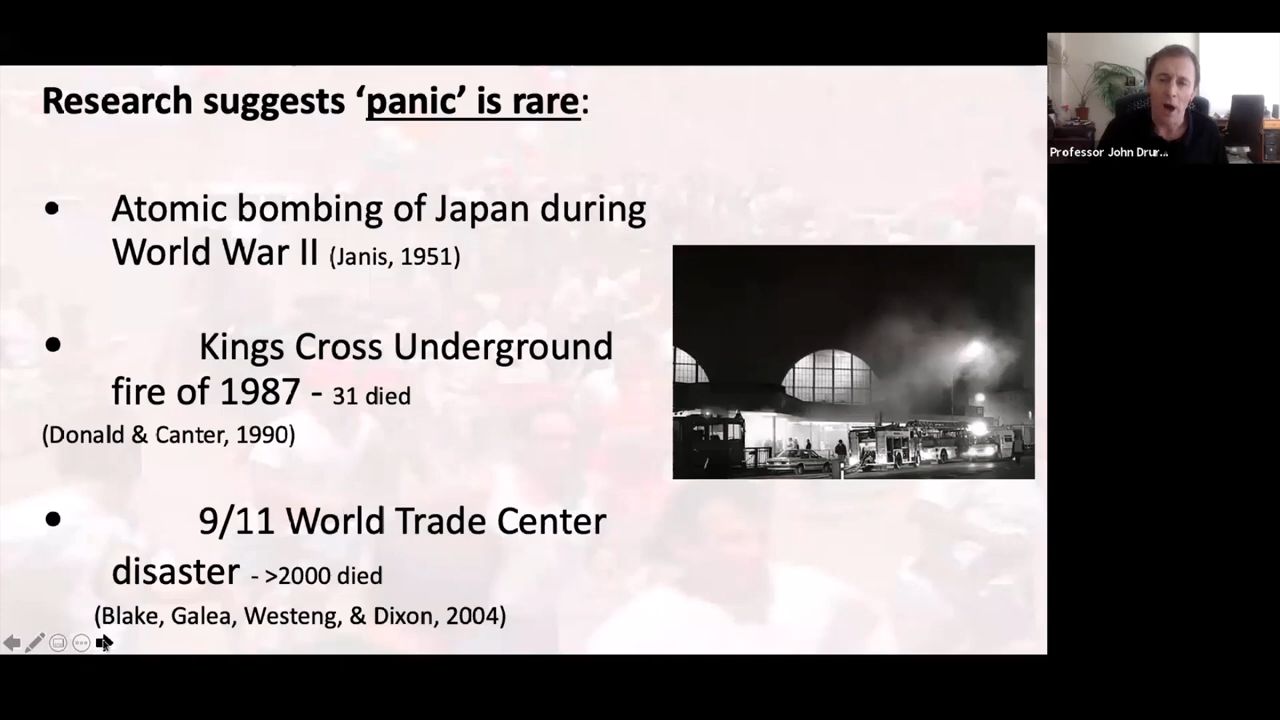 Research suggests ‘panic’ is rare:
• Atomic bombing of Japan during
World War II (Janis, 1951)
• Kings Cross Underground
fire of 1987 - 31 died
(Donald & Canter, 1990)
• 9/11 World Trade Center
disaster - >2000 died
(Blake, Galea, Westeng, & Dixon, 2004)
Professor John Drur...